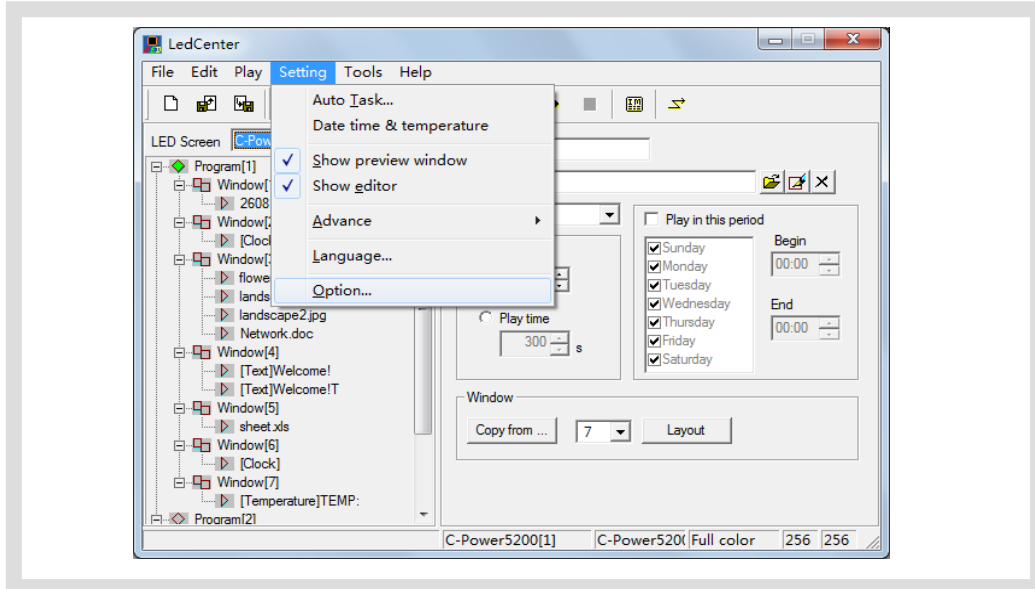 LedCenter
File Edit Play Setting Tools Help
Auto Task...
Date time & temperature
Show preview window
Show editor
Advance
Language...
Option...
LED Screen C-Pow
Program[1]
Window[
2608
Window[
[Cloc
Window[
flowe
lands
landscape2.jpg
Network.doc
Window[4]
[Text]Welcome!
[Text]Welcome!T
Window[5]
sheet.xls
Window[6]
[Clock]
Window[7]
[Temperature]TEMP:
Program[2]
Play time
300 s
Play in this period
Sunday
Monday
Tuesday
Wednesday
Thursday
Friday
Saturday
Begin
00:00
End
00:00
Window
Copy from ... 7 Layout
C-Power5200[1] C-Power520 Full color 256 256